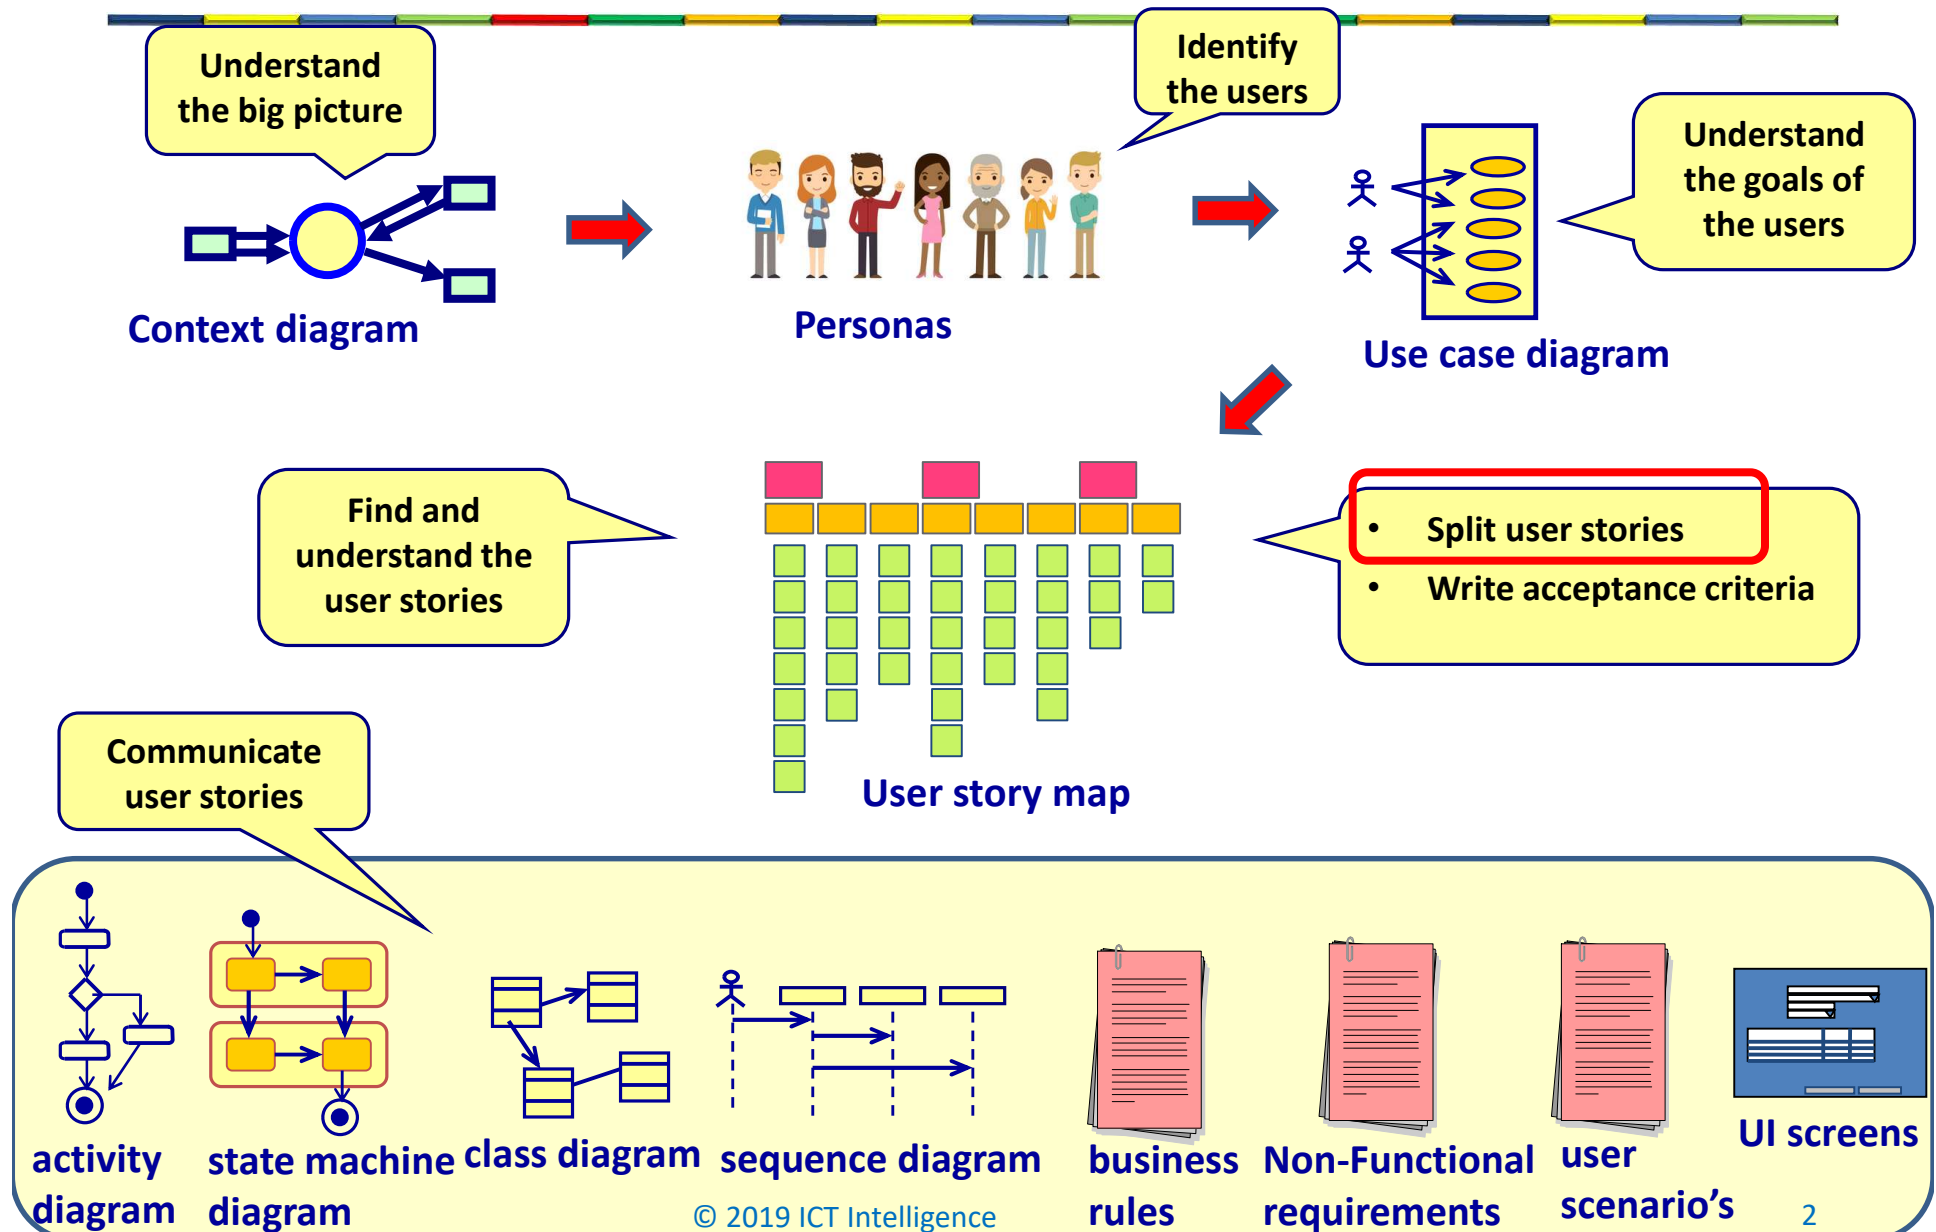 Understand
the big picture
Identify
the users
Understand
the goals of
the users
Context diagram
Personas
Use case diagram
Find and
understand the
user stories
• Split user stories
• Write acceptance criteria
User story map
Communicate
user stories
activity
diagram
state machine
diagram
class diagram
sequence diagram
business
rules
Non-Functional
requirements
user
scenario’s
UI screens
© 2019 ICT Intelligence
2